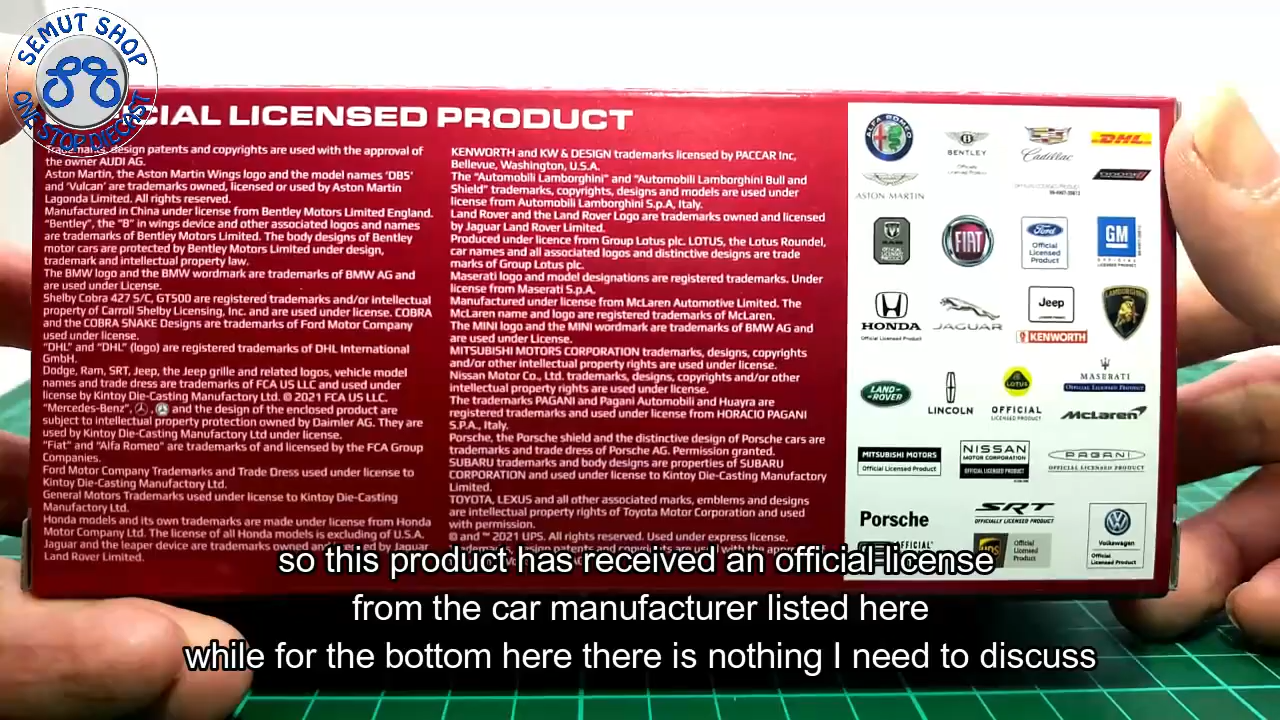 SEMUT SHOP
ONE STOP DIECAST
CIAL LICENSED PRODUCT
Trademarks, design patents and copyrights are used with the approval of
the owner AUDI AG.
Aston Martin, the Aston Martin Wings logo and the model names 'DBS'
and 'Vulcan' are trademarks owned, licensed or used by Aston Martin
Lagonda Limited. All rights reserved.
Manufactured in China under license from Bentley Motors Limited England.
"Bentley", the "B" in wings device and other associated logos and names
are trademarks of Bentley Motors Limited. The body designs of Bentley
motor cars are protected by Bentley Motors Limited under design,
trademark and intellectual property law.
The BMW logo and the BMW wordmark are trademarks of BMW AG and
are used under License.
Shelby Cobra 427 S/C, GT500 are registered trademarks and/or intellectual
property of Carroll Shelby Licensing, Inc. and are used under license. COBRA
and the COBRA SNAKE Designs are trademarks of Ford Motor Company
used under license.
"DHL" and "DHL" (logo) are registered trademarks of DHL International
GmbH.
Dodge, Ram, SRT, Jeep, the Jeep grille and related logos, vehicle model
names and trade dress are trademarks of FCA US LLC and used under
license by Kintoy Die-Casting Manufactory Ltd. © 2021 FCA US LLC.
"Mercedes-Benz", and the design of the enclosed product are
subject to intellectual property protection owned by Daimler AG. They are
used by Kintoy Die-Casting Manufactory Ltd under license.
"Fiat" and "Alfa Romeo" are trademarks of and licensed by the FCA Group
Companies.
Ford Motor Company Trademarks and Trade Dress used under license to
Kintoy Die-Casting Manufactory Ltd.
General Motors Trademarks used under license to Kintoy Die-Casting
Manufactory Ltd.
Honda models and its own trademarks are made under license from Honda
Motor Company Ltd. The license of all Honda models is excluding of U.S.A.
Jaguar and the leaper device are trademarks owned and licensed by Jaguar
Land Rover Limited.
KENWORTH and KW & DESIGN trademarks licensed by PACCAR Inc,
Bellevue, Washington, U.S.A.
The "Automobili Lamborghini" and "Automobili Lamborghini Bull and
Shield" trademarks, copyrights, designs and models are used under
license from Automobili Lamborghini S.p.A, Italy.
Land Rover and the Land Rover Logo are trademarks owned and licensed
by Jaguar Land Rover Limited.
Produced under licence from Group Lotus plc. LOTUS, the Lotus Roundel,
car names and all associated logos and distinctive designs are trade
marks of Group Lotus plc.
Maserati logo and model designations are registered trademarks. Under
license from Maserati S.p.A.
Manufactured under license from McLaren Automotive Limited. The
McLaren name and logo are registered trademarks of McLaren.
The MINI logo and the MINI wordmark are trademarks of BMW AG and
are used under License.
MITSUBISHI MOTORS CORPORATION trademarks, designs, copyrights
and/or other intellectual property rights are used under license.
Nissan Motor Co., Ltd. trademarks, designs, copyrights and/or other
intellectual property rights are used under license.
The trademarks PAGANI and Pagani Automobili and Huayra are
registered trademarks and used under license from HORACIO PAGANI
S.P.A., Italy.
Porsche, the Porsche shield and the distinctive design of Porsche cars are
trademarks and trade dress of Porsche AG. Permission granted.
SUBARU trademarks and body designs are properties of SUBARU
CORPORATION and used under license to Kintoy Die-Casting Manufactory
Limited.
TOYOTA, LEXUS and all other associated marks, emblems and designs
are intellectual property rights of Toyota Motor Corporation and used
with permission.
© and ™ 2021 UPS. All rights reserved. Used under express license.
Trademarks, design patents and copyrights are used with the approval of
ALFA ROMEO
BENTLEY
Cadillac
DHL
ASTON MARTIN
FIAT
Ford
Official
Licensed
Product
GM
HONDA
Official Licensed Product
JAGUAR
Jeep
KENWORTH
LAMBORGHINI
LAND-
ROVER
LINCOLN
LOTUS
OFFICIAL
LICENSED PRODUCT
MASERATI
OFFICIAL LICENSED PRODUCT
McLaren
MITSUBISHI MOTORS
Official Licensed Product
NISSAN
MOTOR CORPORATION
OFFICIAL LICENSED PRODUCT
PAGANI
OFFICIAL LICENSED PRODUCT
Porsche
SRT
OFFICIALLY LICENSED PRODUCT
Volkswagen
Official
Licensed Product
OFFICIAL
ups
Official
Licensed
Product
so this product has received an official license
from the car manufacturer listed here
while for the bottom here there is nothing I need to discuss